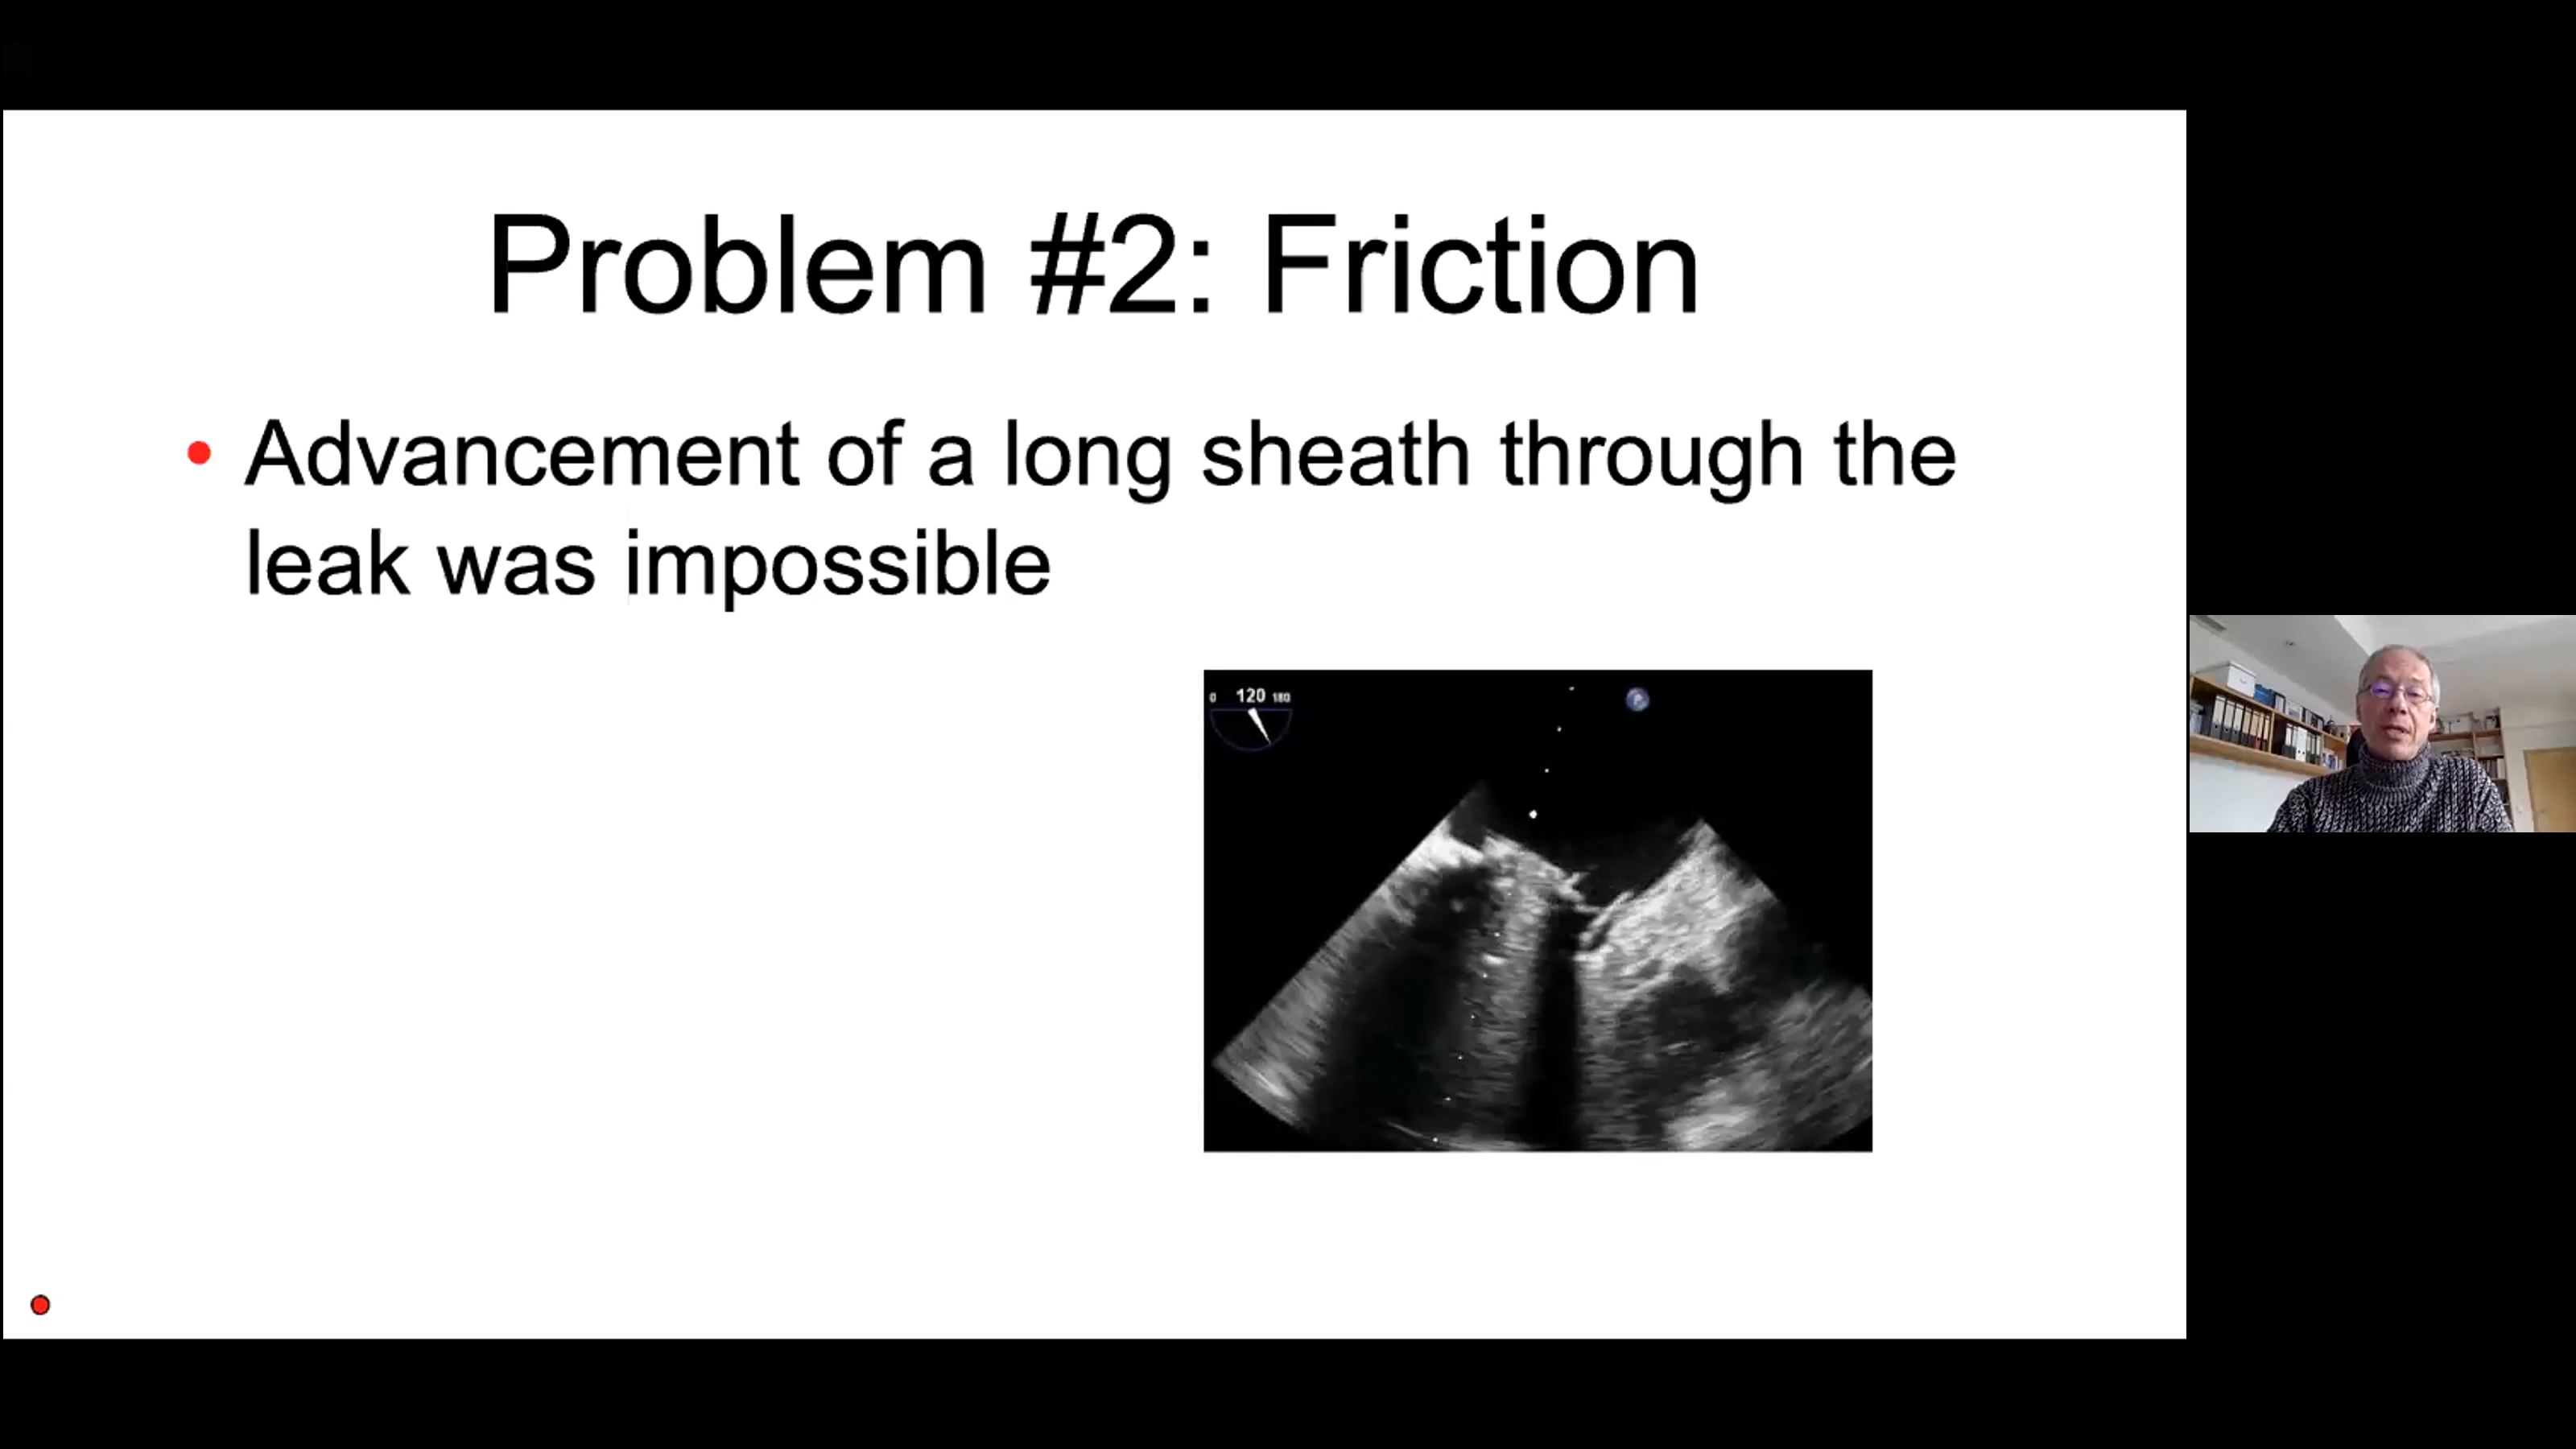 Problem #2: Friction
• Advancement of a long sheath through the
leak was impossible
0 120 180
P